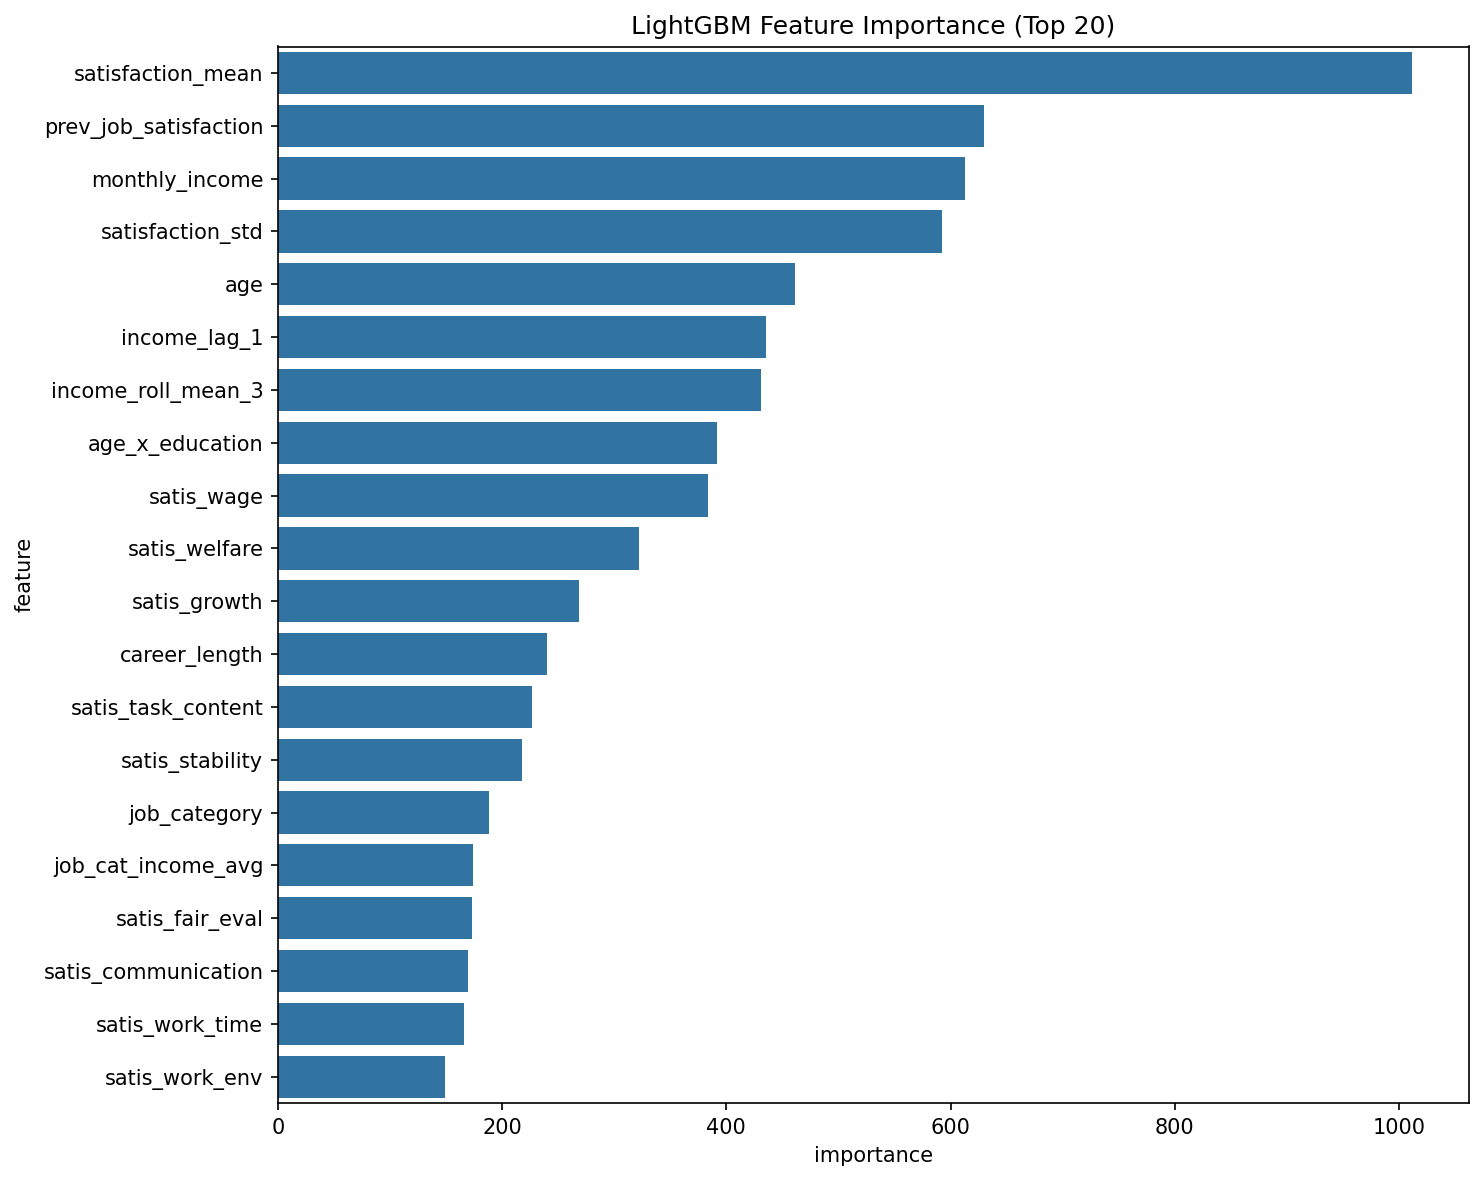 LightGBM Feature Importance (Top 20)
feature
satisfaction_mean
prev_job_satisfaction
monthly_income
satisfaction_std
age
income_lag_1
income_roll_mean_3
age_x_education
satis_wage
satis_welfare
satis_growth
career_length
satis_task_content
satis_stability
job_category
job_cat_income_avg
satis_fair_eval
satis_communication
satis_work_time
satis_work_env
0 200 400 600 800 1000
importance